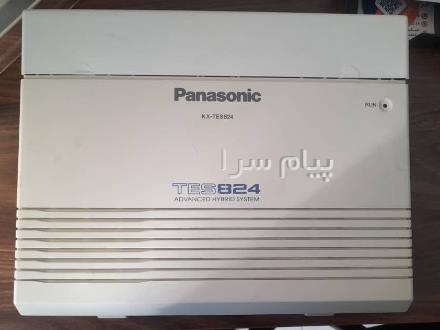 Panasonic
KX-TES824
RUN
پیام سرا
TES824
ADVANCED HYBRID SYSTEM